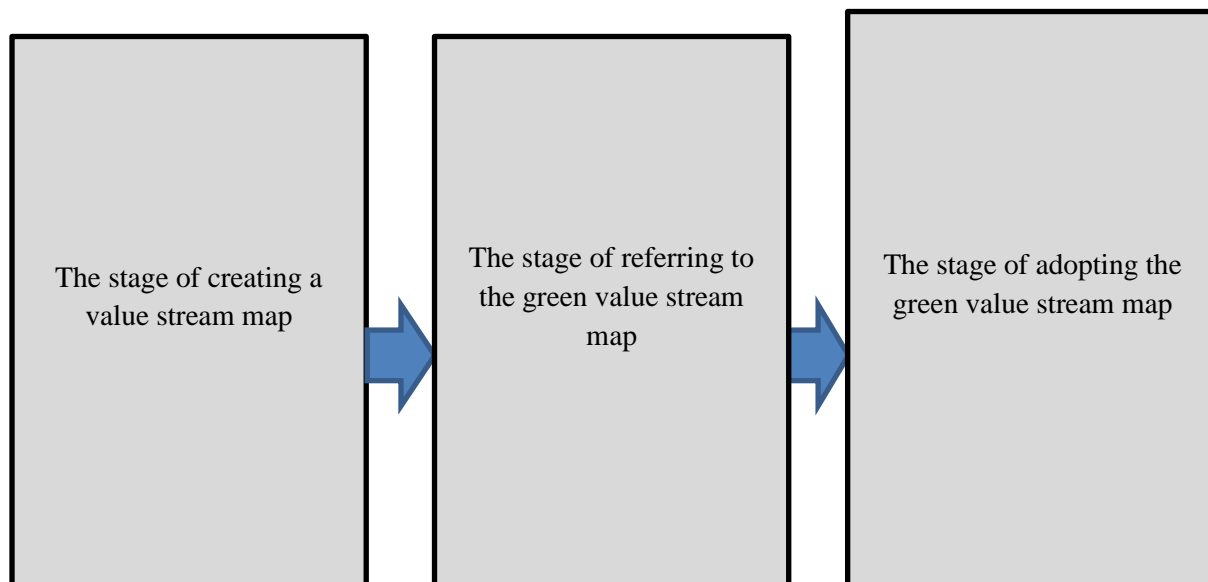 The stage of creating a
value stream map
The stage of referring to
the green value stream
map
The stage of adopting the
green value stream map